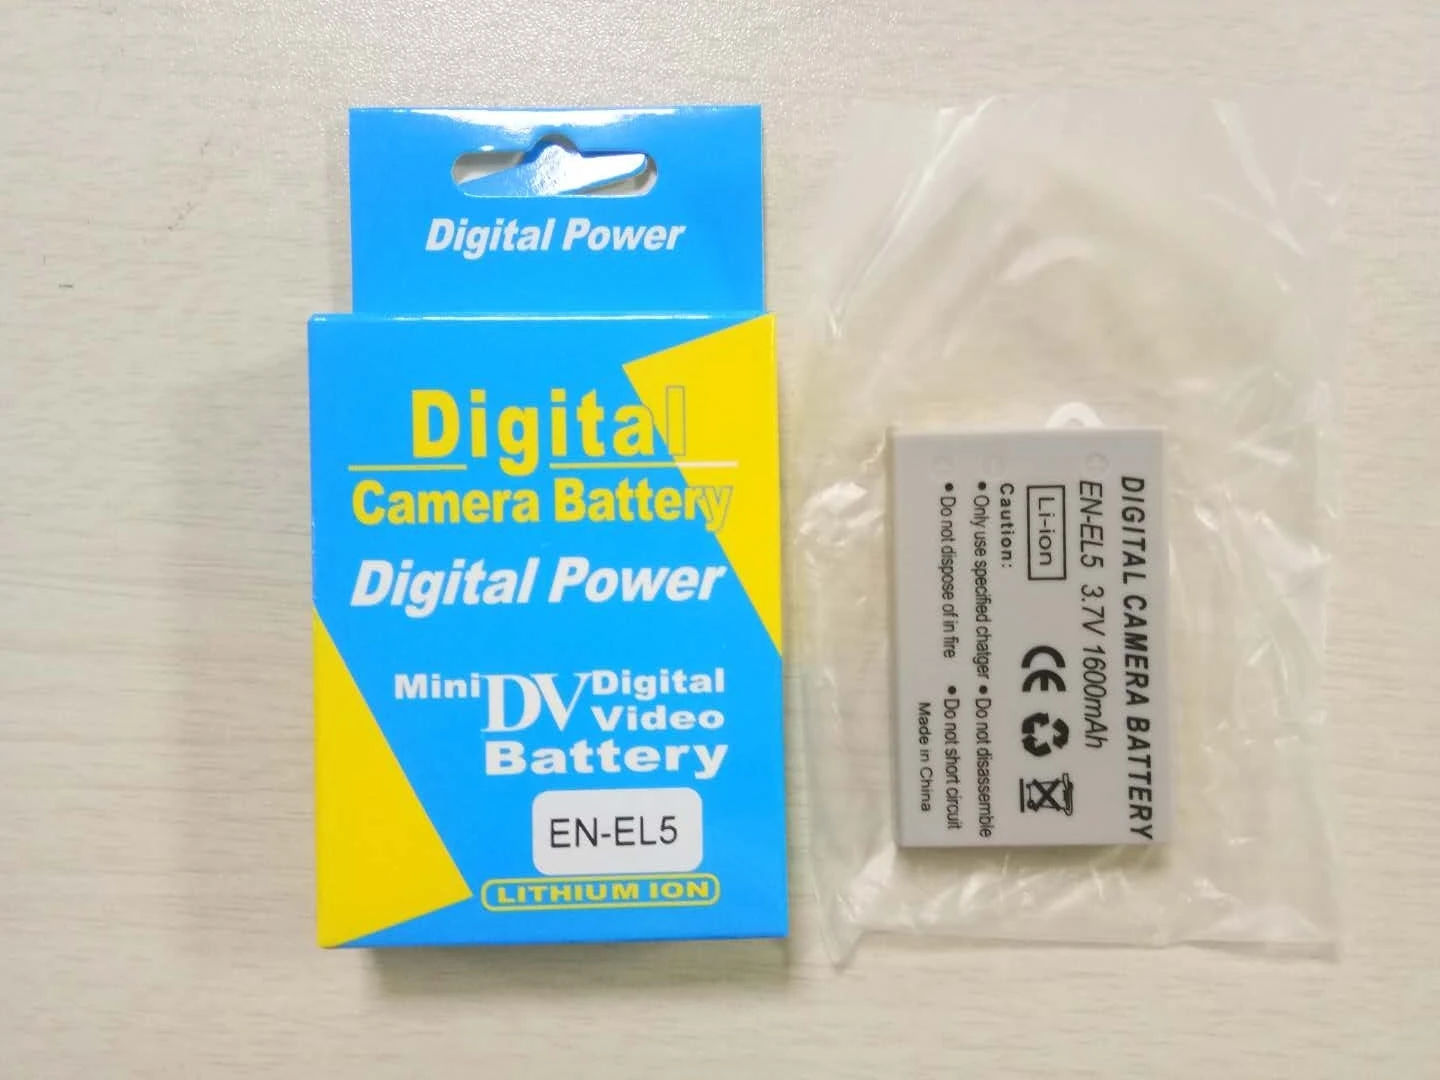 Digital Power
Digital
Camera Battery
Digital Power
Mini DV Digital
Video
Battery
EN-EL5
LITHIUM ION
DIGITAL CAMERA BATTERY
EN-EL5 3.7V 1600mAh
Li-ion
CE
Caution:
• Only use specified chatger • Do not disassemble
• Do not dispose of in fire • Do not short circuit
Made in China